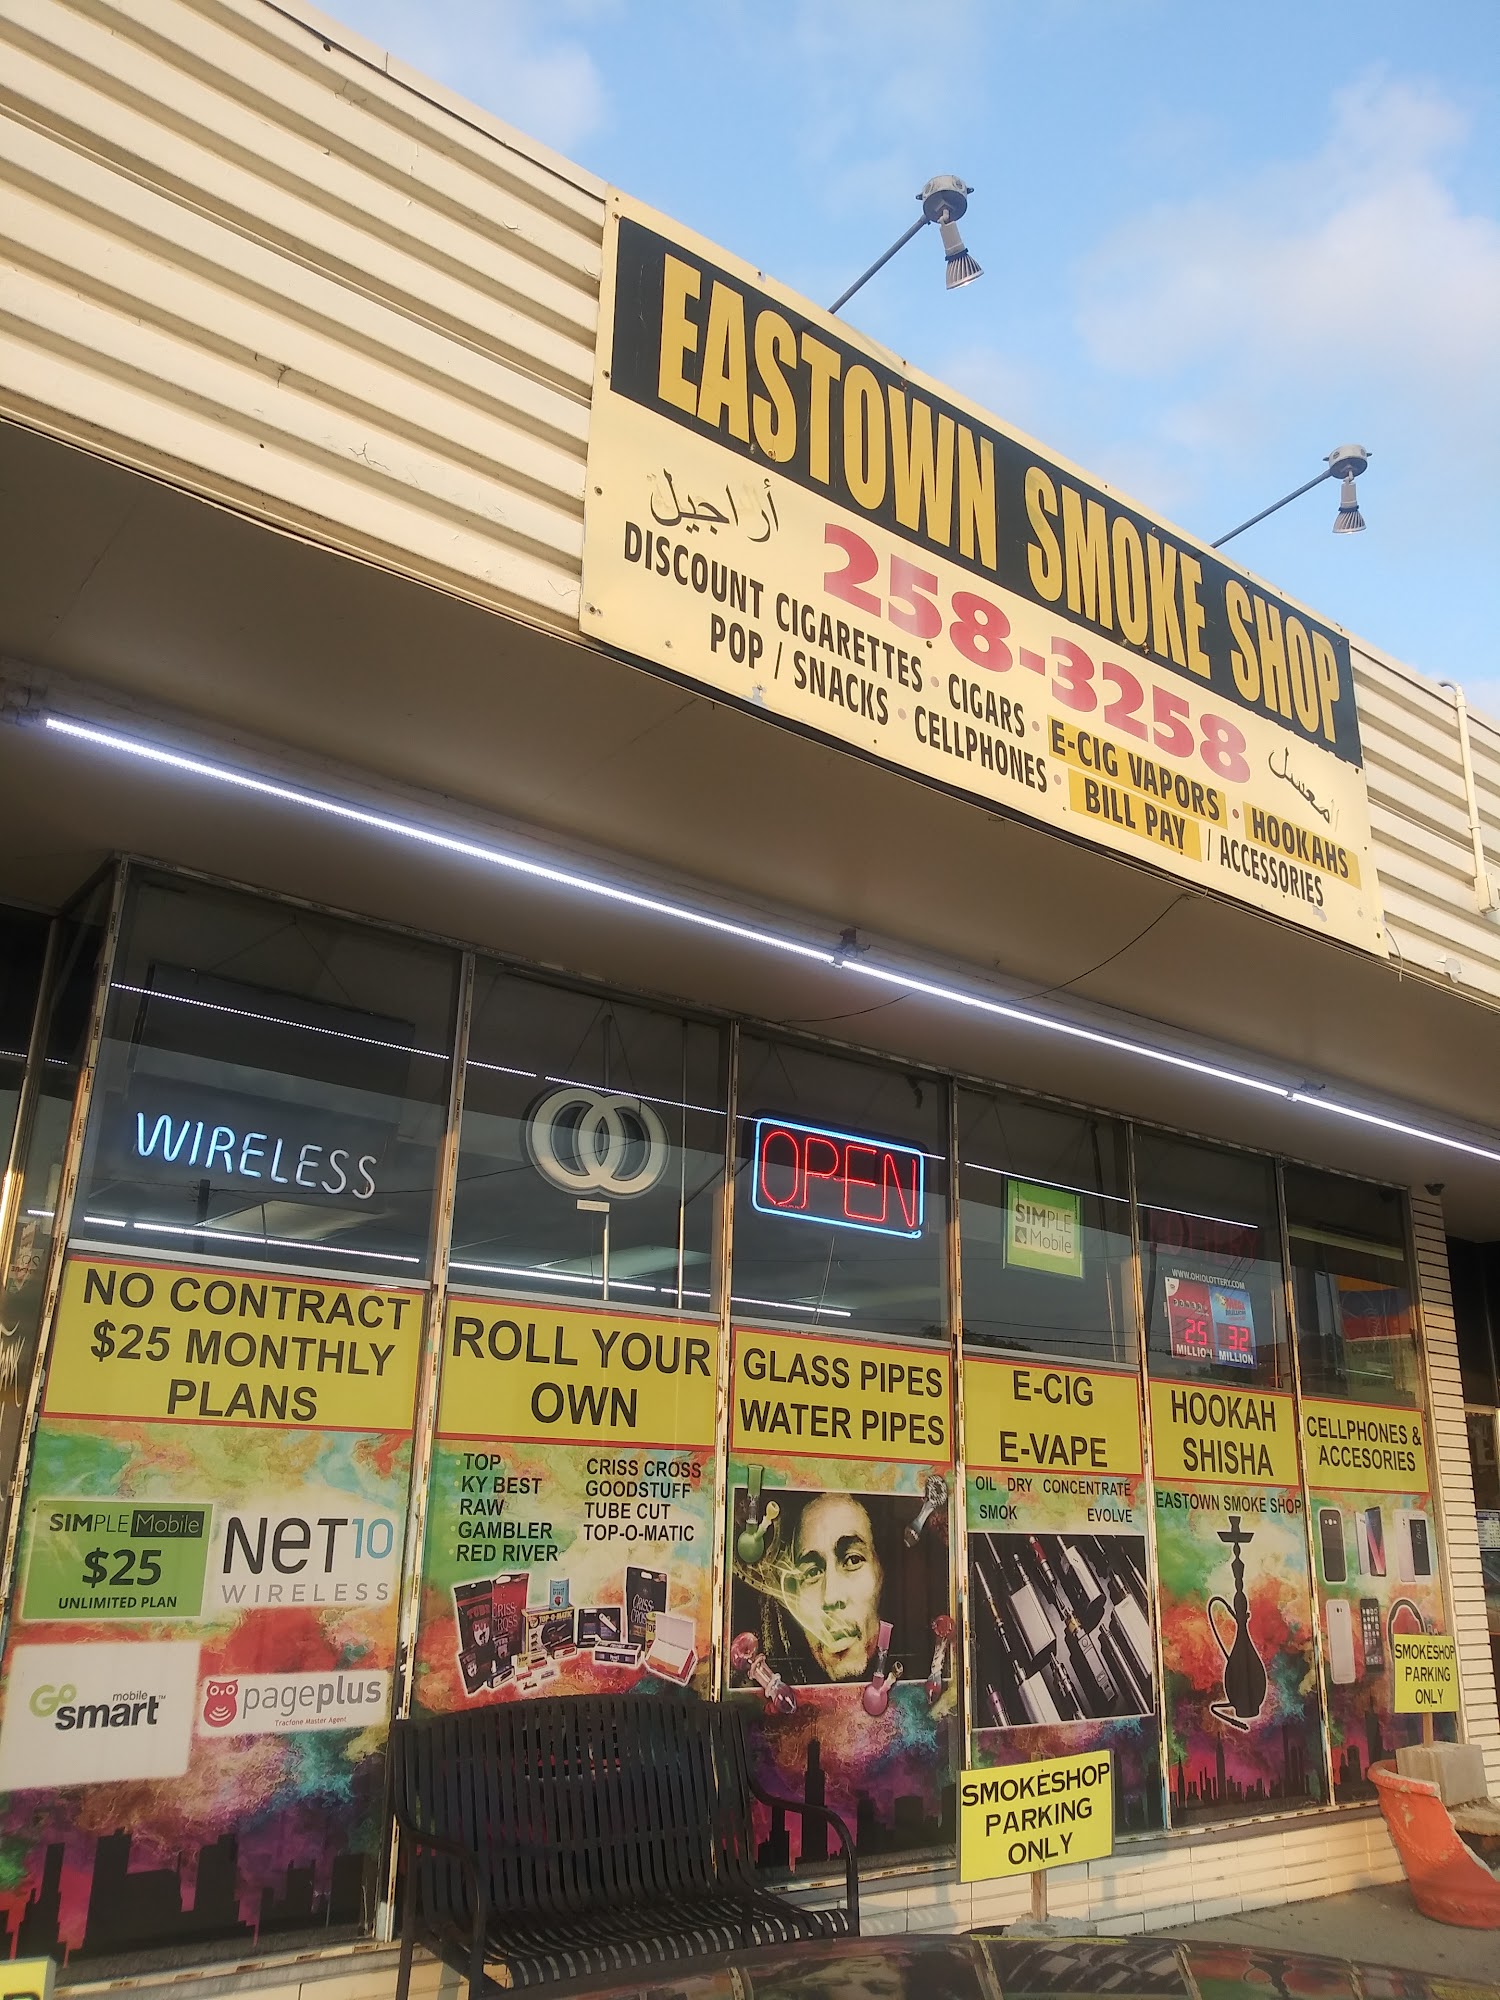 EASTOWN SMOKE SHOP
أراجيل
258-3258
المعسل
DISCOUNT CIGARETTES • CIGARS • E-CIG VAPORS • HOOKAHS
POP / SNACKS • CELLPHONES • BILL PAY / ACCESSORIES
WIRELESS
OPEN
SIMPLE
Mobile
WWW.OHIOLOTTERY.COM
25
MILLION
32
MILLION
NO CONTRACT
$25 MONTHLY
PLANS
SIMPLE Mobile
$25
UNLIMITED PLAN
NET10
WIRELESS
Go smart mobile™
pageplus
Tracfone Master Agent
ROLL YOUR
OWN
TOP
KY BEST
RAW
GAMBLER
RED RIVER
CRISS CROSS
GOODSTUFF
TUBE CUT
TOP-O-MATIC
GLASS PIPES
WATER PIPES
E-CIG
E-VAPE
OIL DRY CONCENTRATE
SMOK EVOLVE
HOOKAH
SHISHA
EASTOWN SMOKE SHOP
CELLPHONES &
ACCESORIES
SMOKESHOP
PARKING
ONLY
SMOKESHOP
PARKING
ONLY